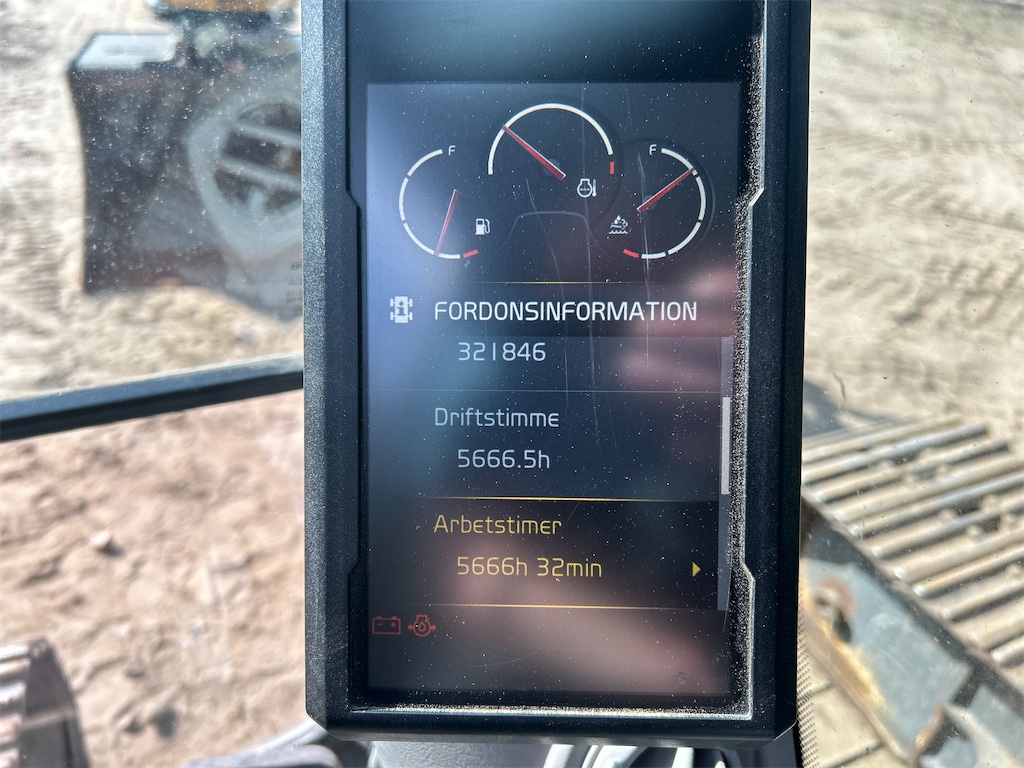 F
F
FORDONSINFORMATION
321846
Driftstimme
5666.5h
Arbetstimer
5666h 32min